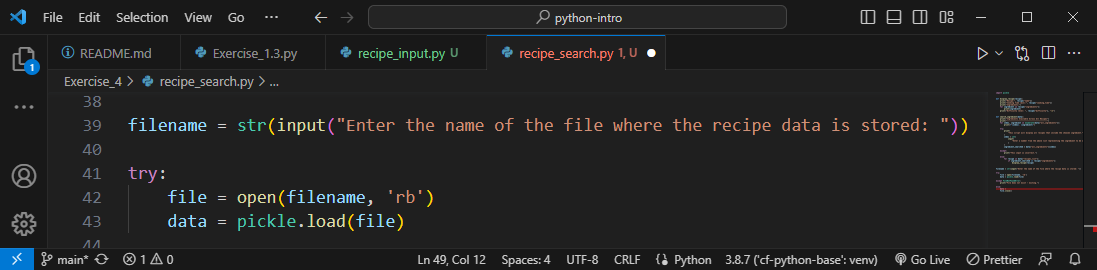 File Edit Selection View Go ··· python-intro
README.md Exercise_1.3.py recipe_input.py U recipe_search.py 1, U
Exercise_4 > recipe_search.py > ...
38
39 filename = str(input("Enter the name of the file where the recipe data is stored: "))
40
41 try:
42 file = open(filename, 'rb')
43 data = pickle.load(file)
44
1
main* 1 0 Ln 49, Col 12 Spaces: 4 UTF-8 CRLF Python 3.8.7 ('cf-python-base': venv) Go Live Prettier